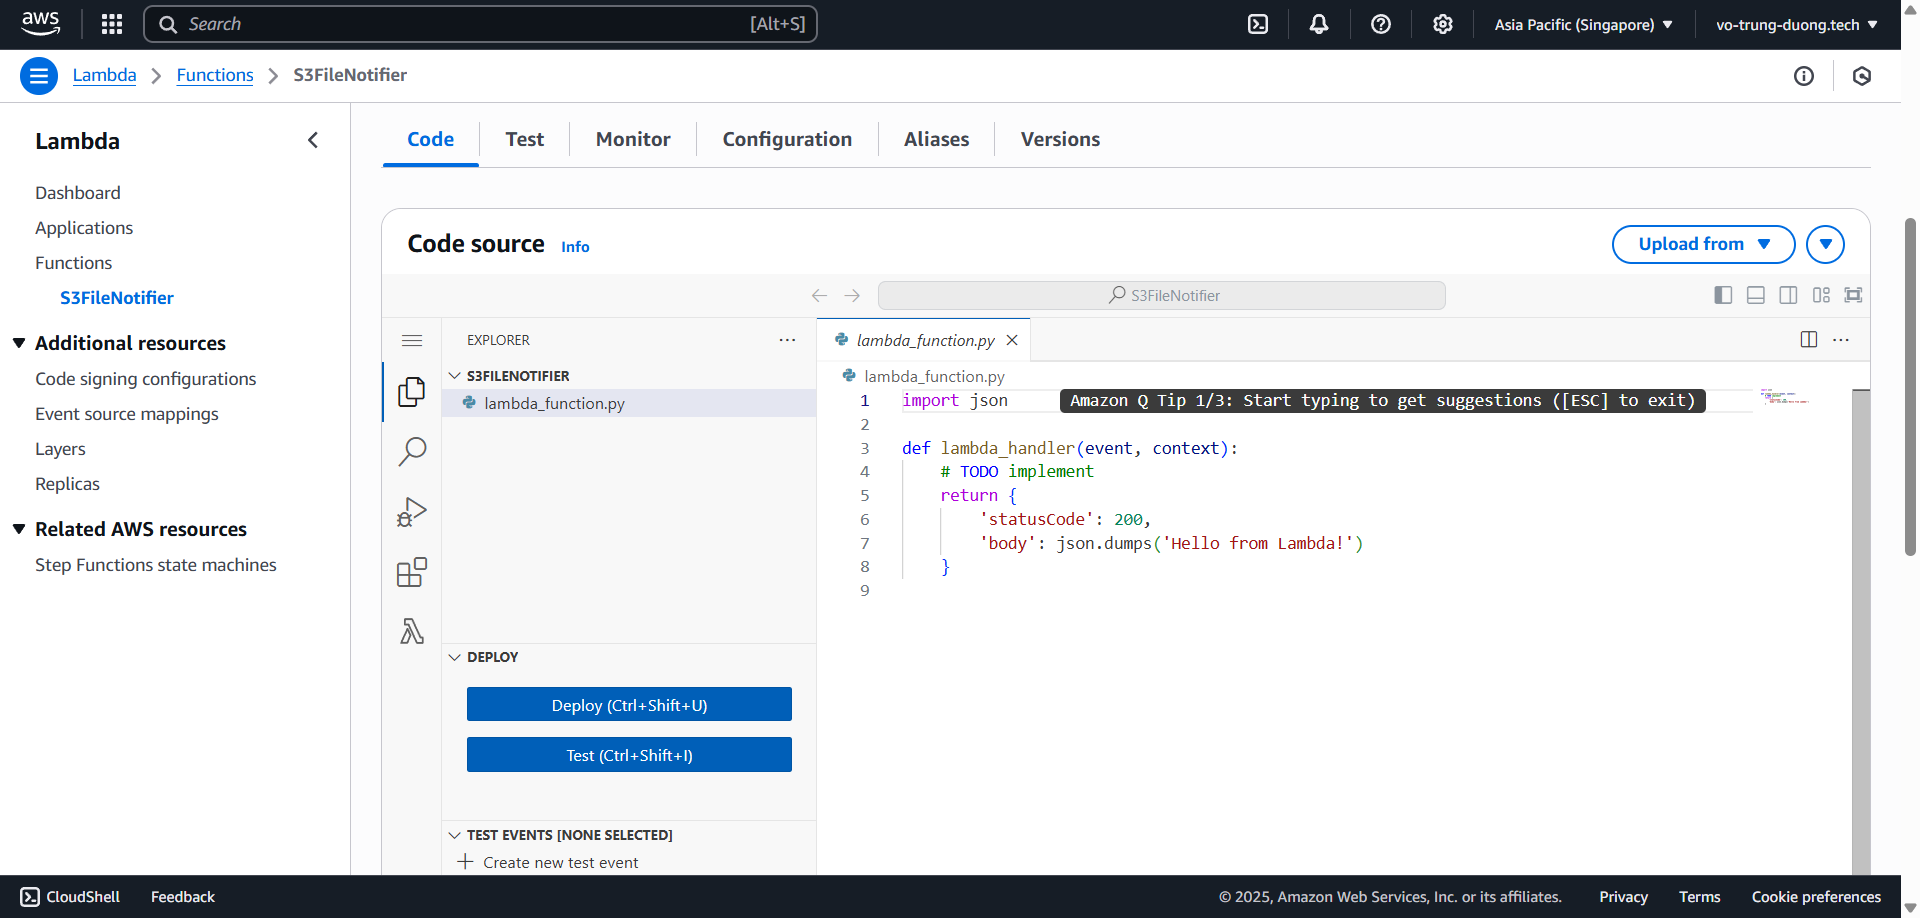 aws
Search [Alt+S]
Asia Pacific (Singapore) vo-trung-duong.tech
Lambda Functions S3FileNotifier
Lambda
Dashboard
Applications
Functions
S3FileNotifier
Additional resources
Code signing configurations
Event source mappings
Layers
Replicas
Related AWS resources
Step Functions state machines
Code Test Monitor Configuration Aliases Versions
Code source Info
Upload from
S3FileNotifier
EXPLORER
S3FILENOTIFIER
lambda_function.py
DEPLOY
Deploy (Ctrl+Shift+U)
Test (Ctrl+Shift+I)
TEST EVENTS [NONE SELECTED]
Create new test event
lambda_function.py
lambda_function.py
1 import json Amazon Q Tip 1/3: Start typing to get suggestions ([ESC] to exit)
2
3 def lambda_handler(event, context):
4 # TODO implement
5 return {
6 'statusCode': 200,
7 'body': json.dumps('Hello from Lambda!')
8 }
9
CloudShell Feedback
© 2025, Amazon Web Services, Inc. or its affiliates. Privacy Terms Cookie preferences